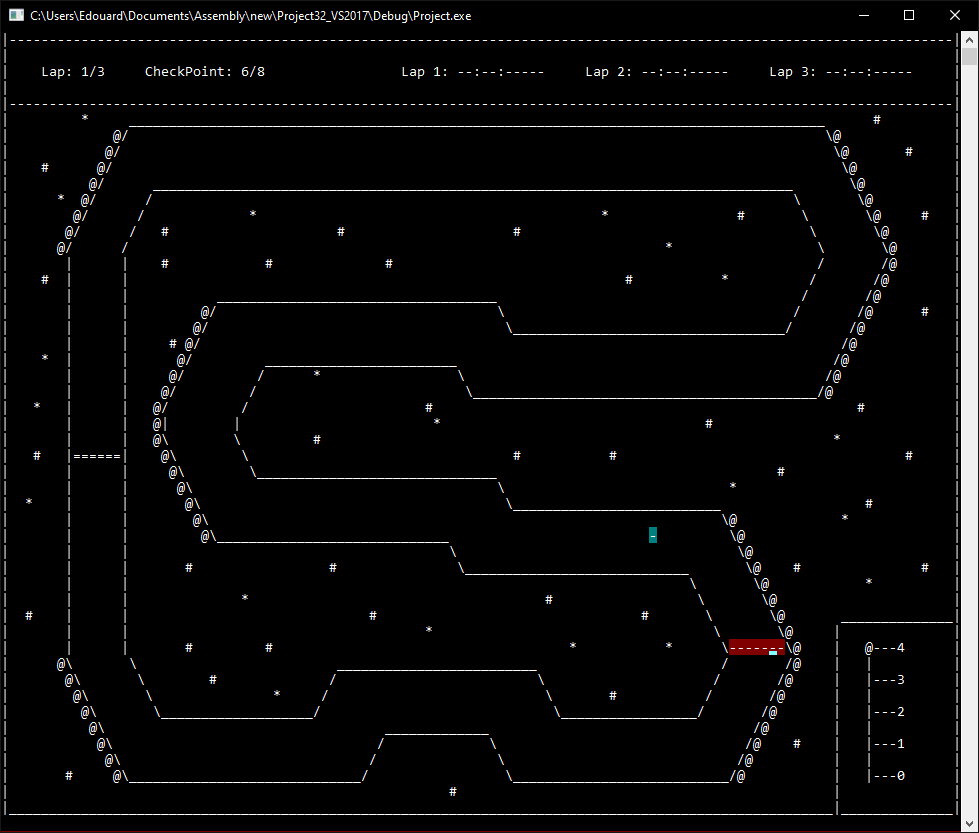 C:\Users\Edouard\Documents\Assembly\new\Project32_VS2017\Debug\Project.exe
Lap: 1/3 CheckPoint: 6/8 Lap 1: --:--:----- Lap 2: --:--:----- Lap 3: --:--:-----
@---4
---3
---2
---1
---0